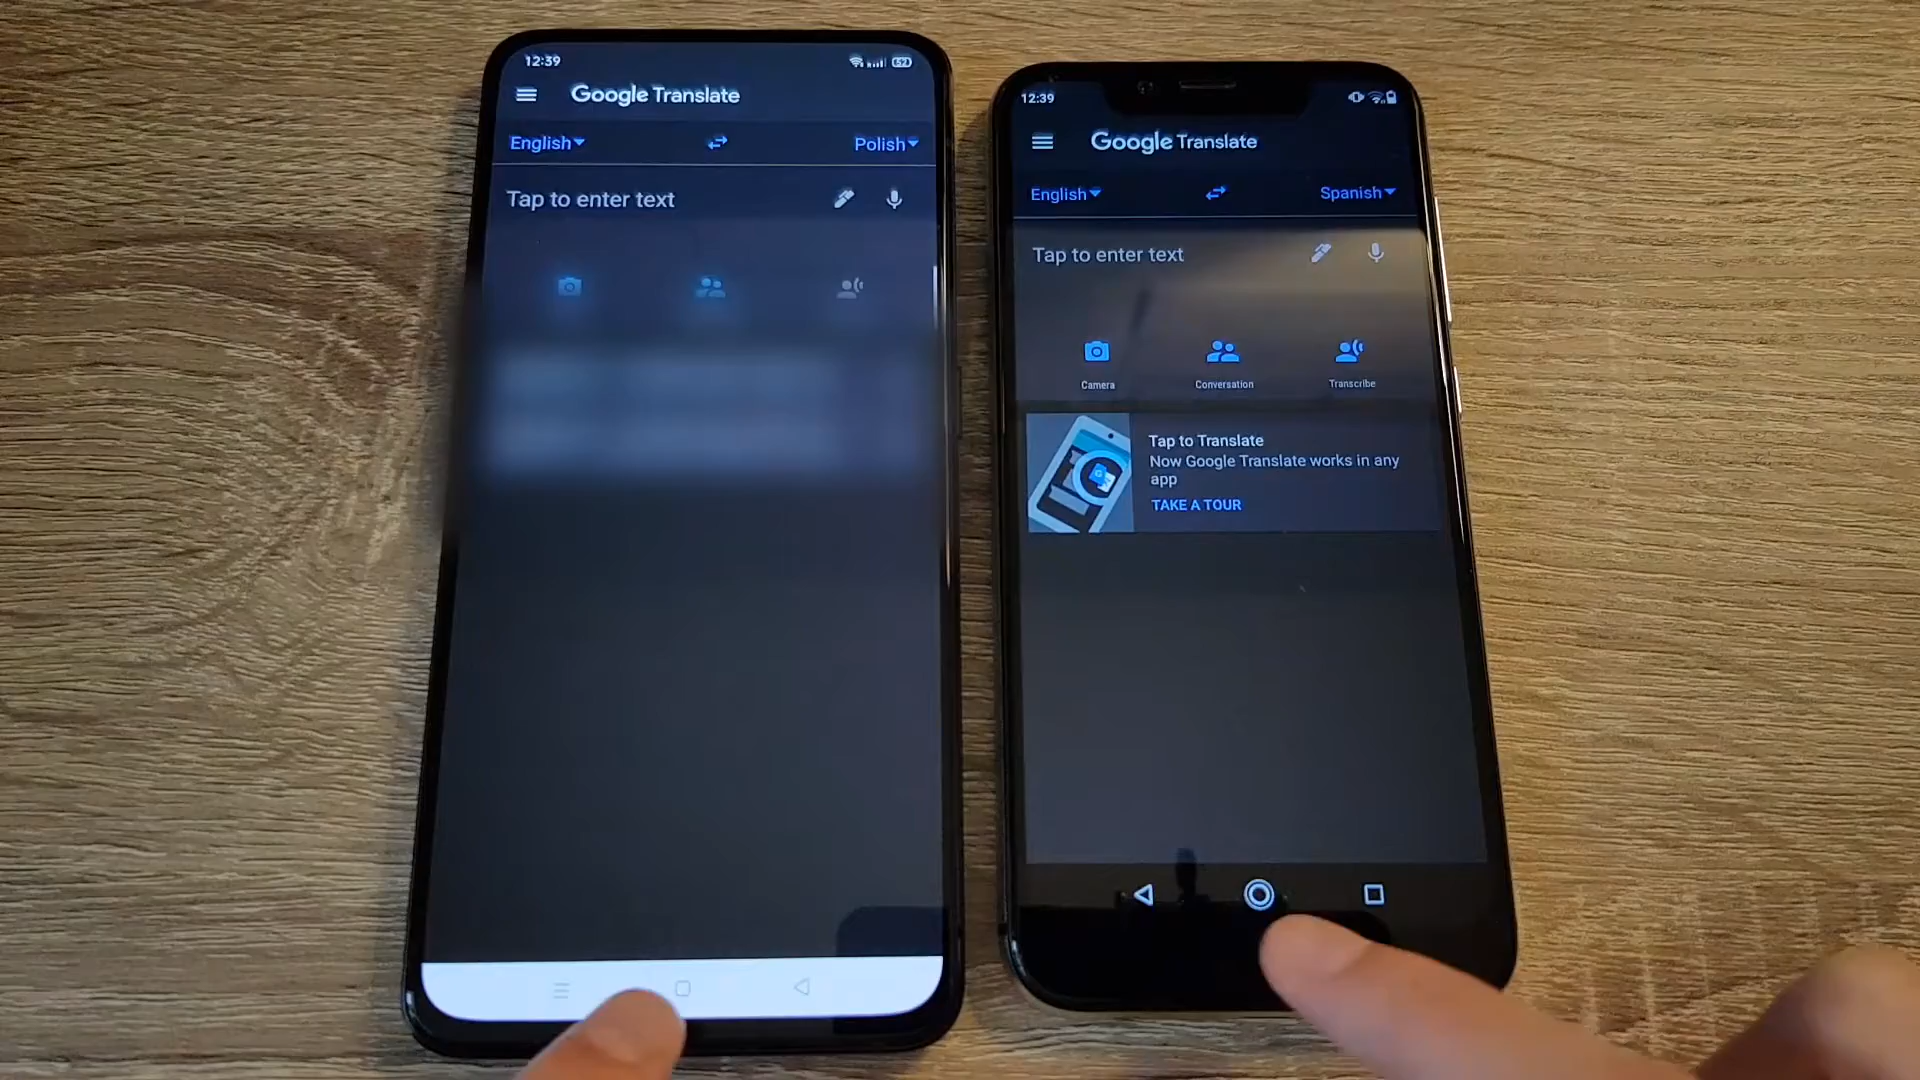 12:39
Google Translate
English
Polish
Tap to enter text
12:39
Google Translate
English
Spanish
Tap to enter text
Camera
Conversation
Transcribe
Tap to Translate
Now Google Translate works in any
app
TAKE A TOUR